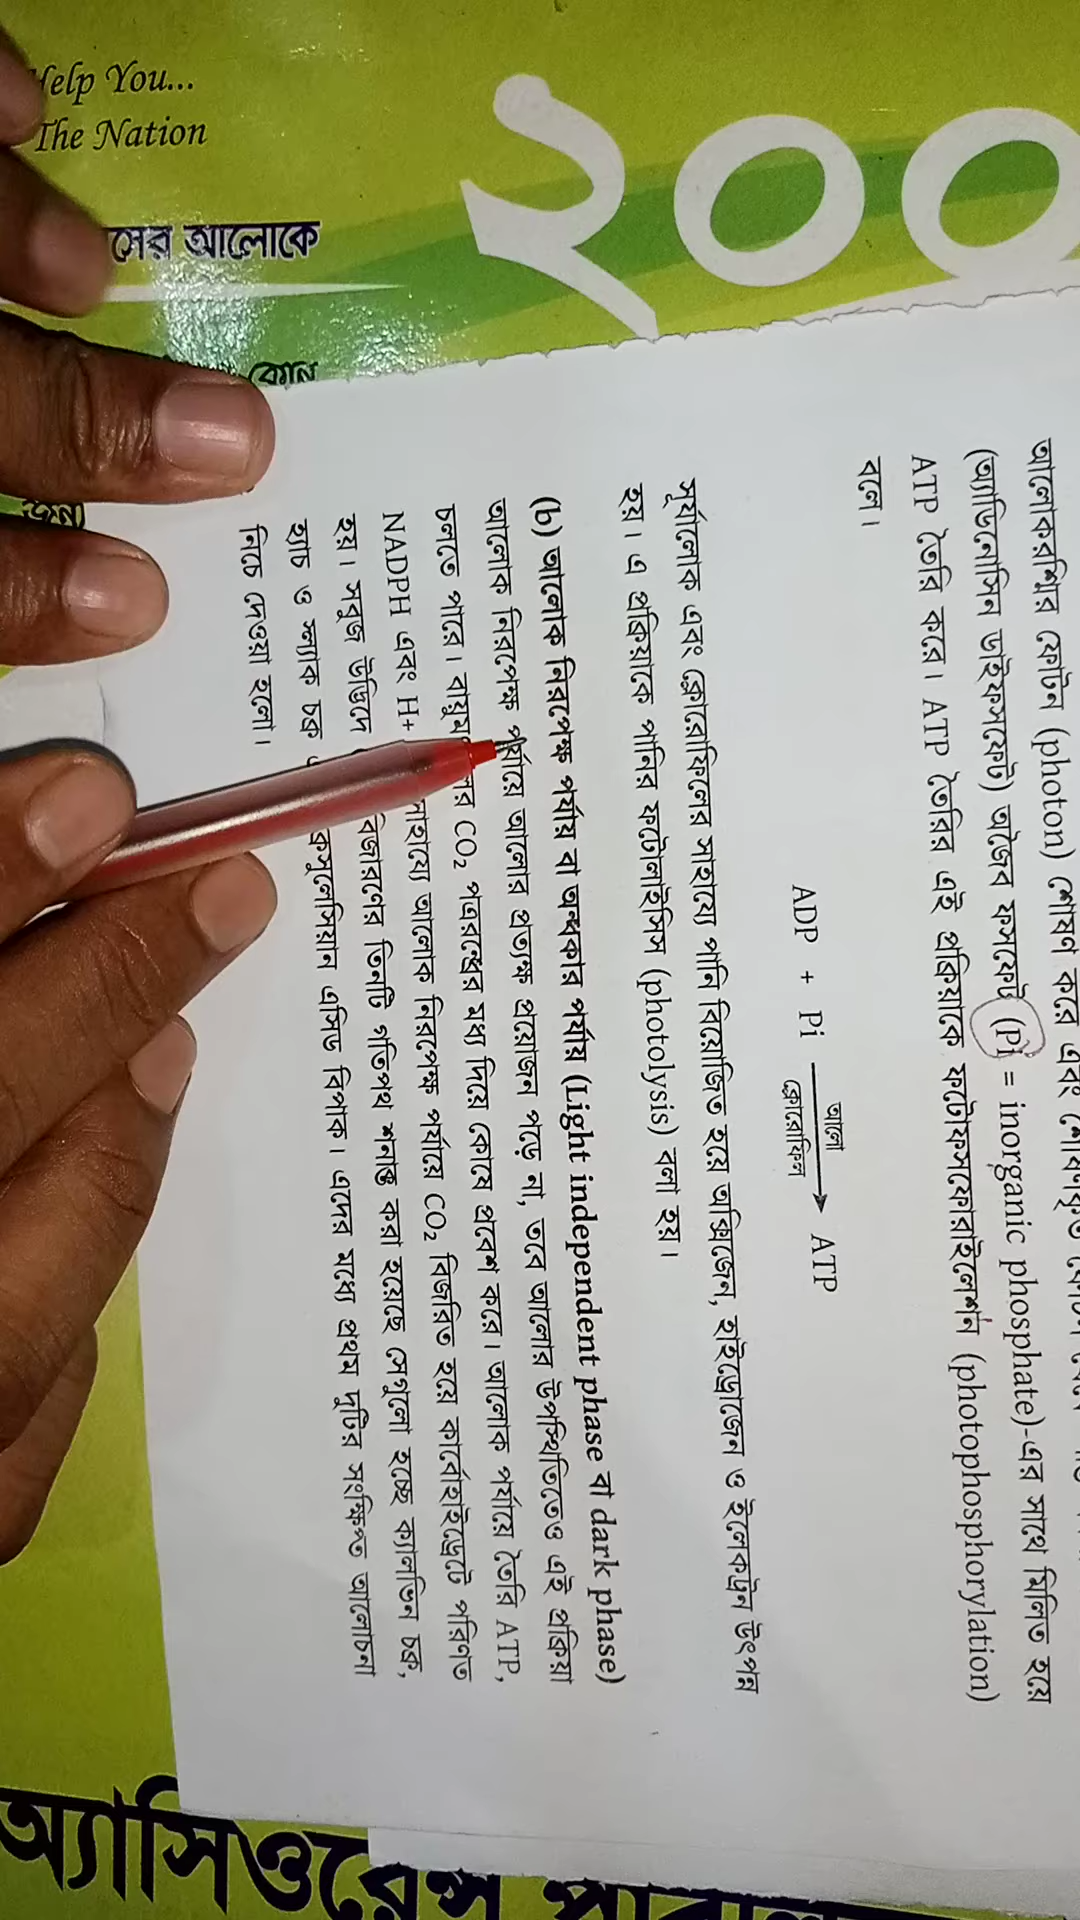 Help You...
The Nation
সের আলোকে
২০০
কোন
জন্য
আলোকরশ্মির ফোটন (photon) শোষণ করে এবং শোষণকৃত
(অ্যাডিনোসিন ডাইফসফেট) অজৈব ফসফেট (Pi = inorganic phosphate)-এর সাথে মিলিত হয়ে
ATP তৈরি করে। ATP তৈরির এই প্রক্রিয়াকে ফটোফসফোরাইলেশন (photophosphorylation)
বলে।
ADP + Pi আলো ক্লোরোফিল → ATP
সূর্যালোক এবং ক্লোরোফিলের সাহায্যে পানি বিয়োজিত হয়ে অক্সিজেন, হাইড্রোজেন ও ইলেকট্রন উৎপন্ন
হয়। এ প্রক্রিয়াকে পানির ফটোলাইসিস (photolysis) বলা হয়।
(b) আলোক নিরপেক্ষ পর্যায় বা অন্ধকার পর্যায় (Light independent phase বা dark phase)
আলোক নিরপেক্ষ পর্যায়ে আলোর প্রত্যক্ষ প্রয়োজন পড়ে না, তবে আলোর উপস্থিতিতেও এই প্রক্রিয়া
চলতে পারে। CO₂ পত্ররন্ধ্রের মধ্য দিয়ে কোষে প্রবেশ করে। আলোক পর্যায়ে তৈরি ATP,
NADPH এবং H+ সাহায্যে আলোক নিরপেক্ষ পর্যায়ে CO₂ বিজরিত হয়ে কার্বোহাইড্রেটে পরিণত
হয়। সবুজ উদ্ভিদে বিজারণের তিনটি গতিপথ শনাক্ত করা হয়েছে সেগুলো হচ্ছে ক্যালভিন চক্র,
হ্যাচ ও স্ল্যাক চক্র ক্রেসুলেসিয়ান এসিড বিপাক। এদের মধ্যে প্রথম দুটির সংক্ষিপ্ত আলোচনা
নিচে দেওয়া হলো।
অ্যাসিওরেন্স